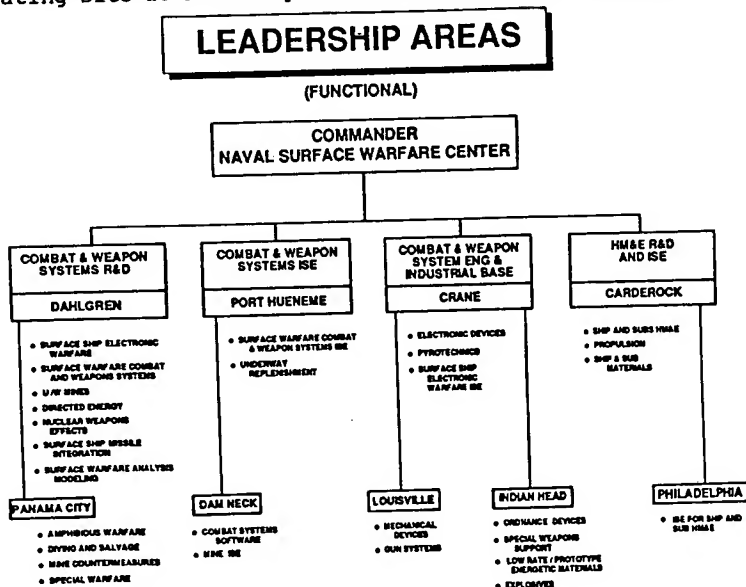 LEADERSHIP AREAS
(FUNCTIONAL)
COMMANDER
NAVAL SURFACE WARFARE CENTER
COMBAT & WEAPON
SYSTEMS R&D
DAHLGREN
• SURFACE SHIP ELECTRONIC
WARFARE
• SURFACE WARFARE COMBAT
AND WEAPONS SYSTEMS
• U/W MINES
• DIRECTED ENERGY
• NUCLEAR WEAPONS
EFFECTS
• SURFACE SHIP MISSILE
INTEGRATION
• SURFACE WARFARE ANALYSIS
MODELING
PANAMA CITY
• AMPHIBIOUS WARFARE
• DIVING AND SALVAGE
• MINE COUNTERMEASURES
• SPECIAL WARFARE
COMBAT & WEAPON
SYSTEMS ISE
PORT HUENEME
• SURFACE WARFARE COMBAT
& WEAPON SYSTEMS ISE
• UNDERWAY
REPLENISHMENT
DAM NECK
• COMBAT SYSTEMS
SOFTWARE
• MINE ISE
COMBAT & WEAPON
SYSTEM ENG &
INDUSTRIAL BASE
CRANE
• ELECTRONIC DEVICES
• PYROTECHNICS
• SURFACE SHIP
ELECTRONIC
WARFARE ISE
LOUISVILLE
• MECHANICAL
DEVICES
• GUN SYSTEMS
INDIAN HEAD
• ORDNANCE DEVICES
• SPECIAL WEAPONS
SUPPORT
• LOW RATE / PROTOTYPE
ENERGETIC MATERIALS
• EXPLOSIVES
HM&E R&D
AND ISE
CARDEROCK
• SHIP AND SUBS HM&E
• PROPULSION
• SHIP & SUB
MATERIALS
PHILADELPHIA
• ISE FOR SHIP AND
SUB HM&E